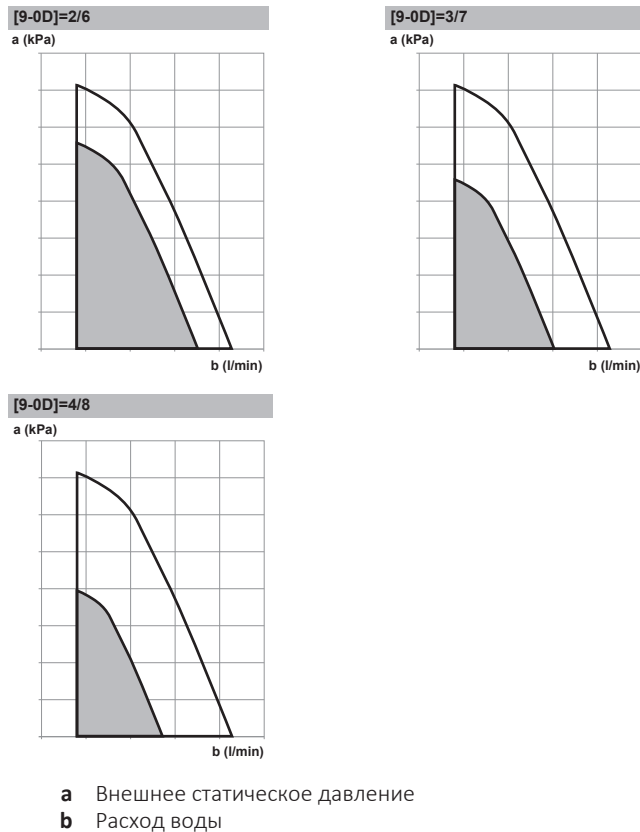 [9-0D]=2/6
a (kPa)
b (l/min)
[9-0D]=3/7
a (kPa)
b (l/min)
[9-0D]=4/8
a (kPa)
b (l/min)
a Внешнее статическое давление
b Расход воды